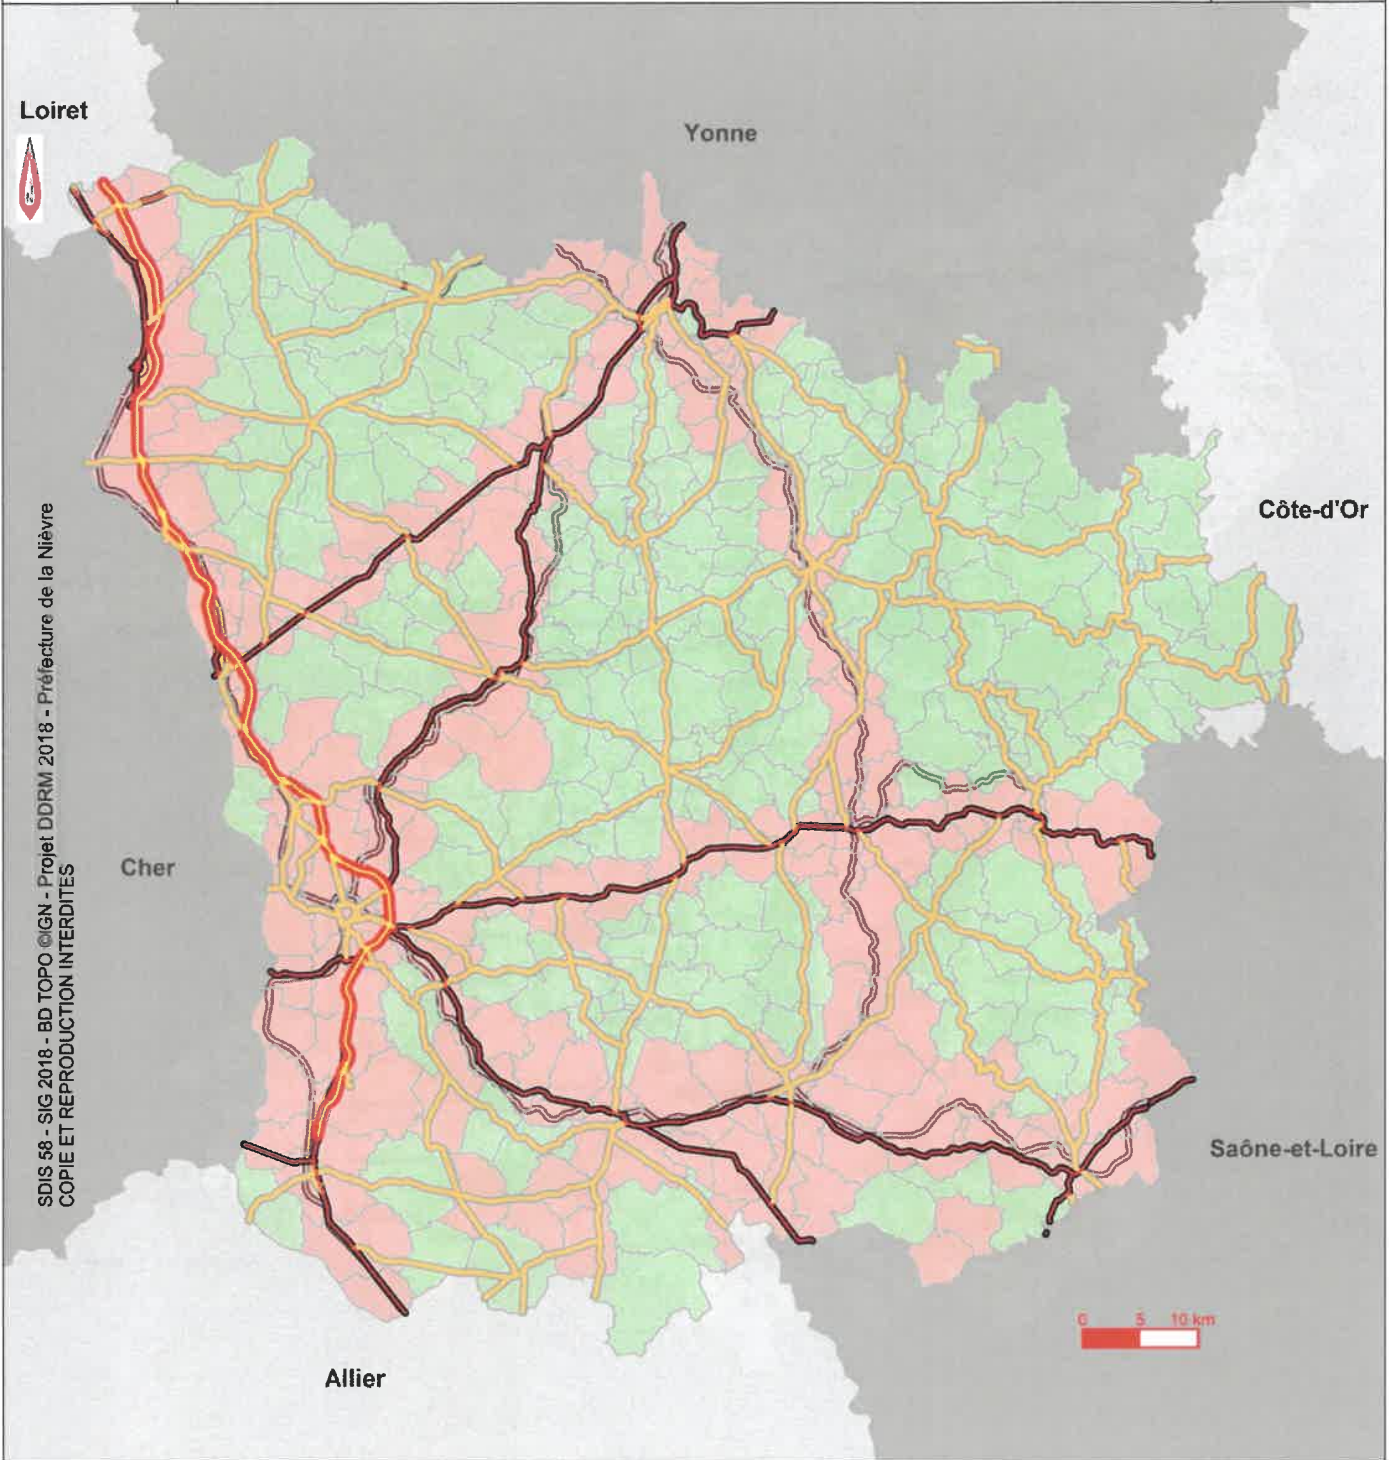 Loiret
N
Yonne
Côte-d'Or
SDIS 58 - SIG 2018 - BD TOPO ©IGN - Projet DDRM 2018 - Préfecture de la Nièvre
COPIE ET REPRODUCTION INTERDITES
Cher
Saône-et-Loire
0 5 10 km
Allier